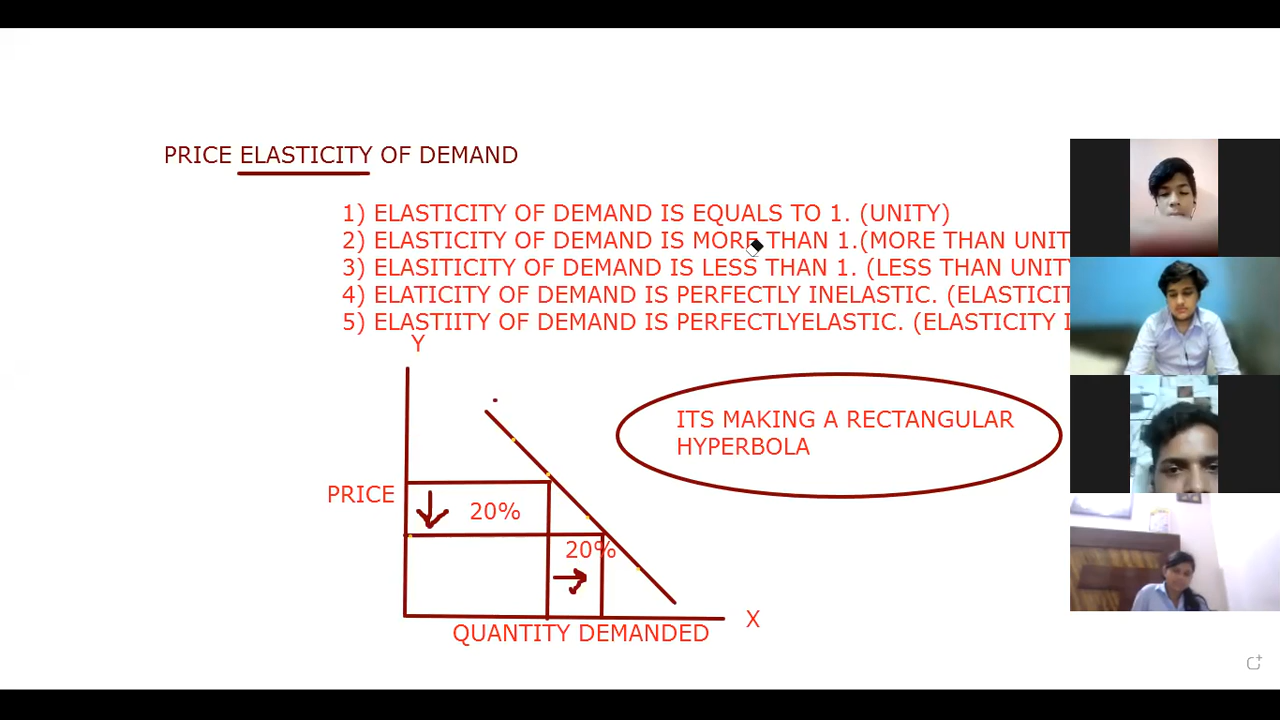 PRICE ELASTICITY OF DEMAND
1) ELASTICITY OF DEMAND IS EQUALS TO 1. (UNITY)
2) ELASTICITY OF DEMAND IS MORE THAN 1.(MORE THAN UNIT
3) ELASITICITY OF DEMAND IS LESS THAN 1. (LESS THAN UNITY
4) ELATICITY OF DEMAND IS PERFECTLY INELASTIC. (ELASTICIT
5) ELASTIITY OF DEMAND IS PERFECTLYELASTIC. (ELASTICITY I
Y
ITS MAKING A RECTANGULAR
HYPERBOLA
PRICE
20%
20%
X
QUANTITY DEMANDED